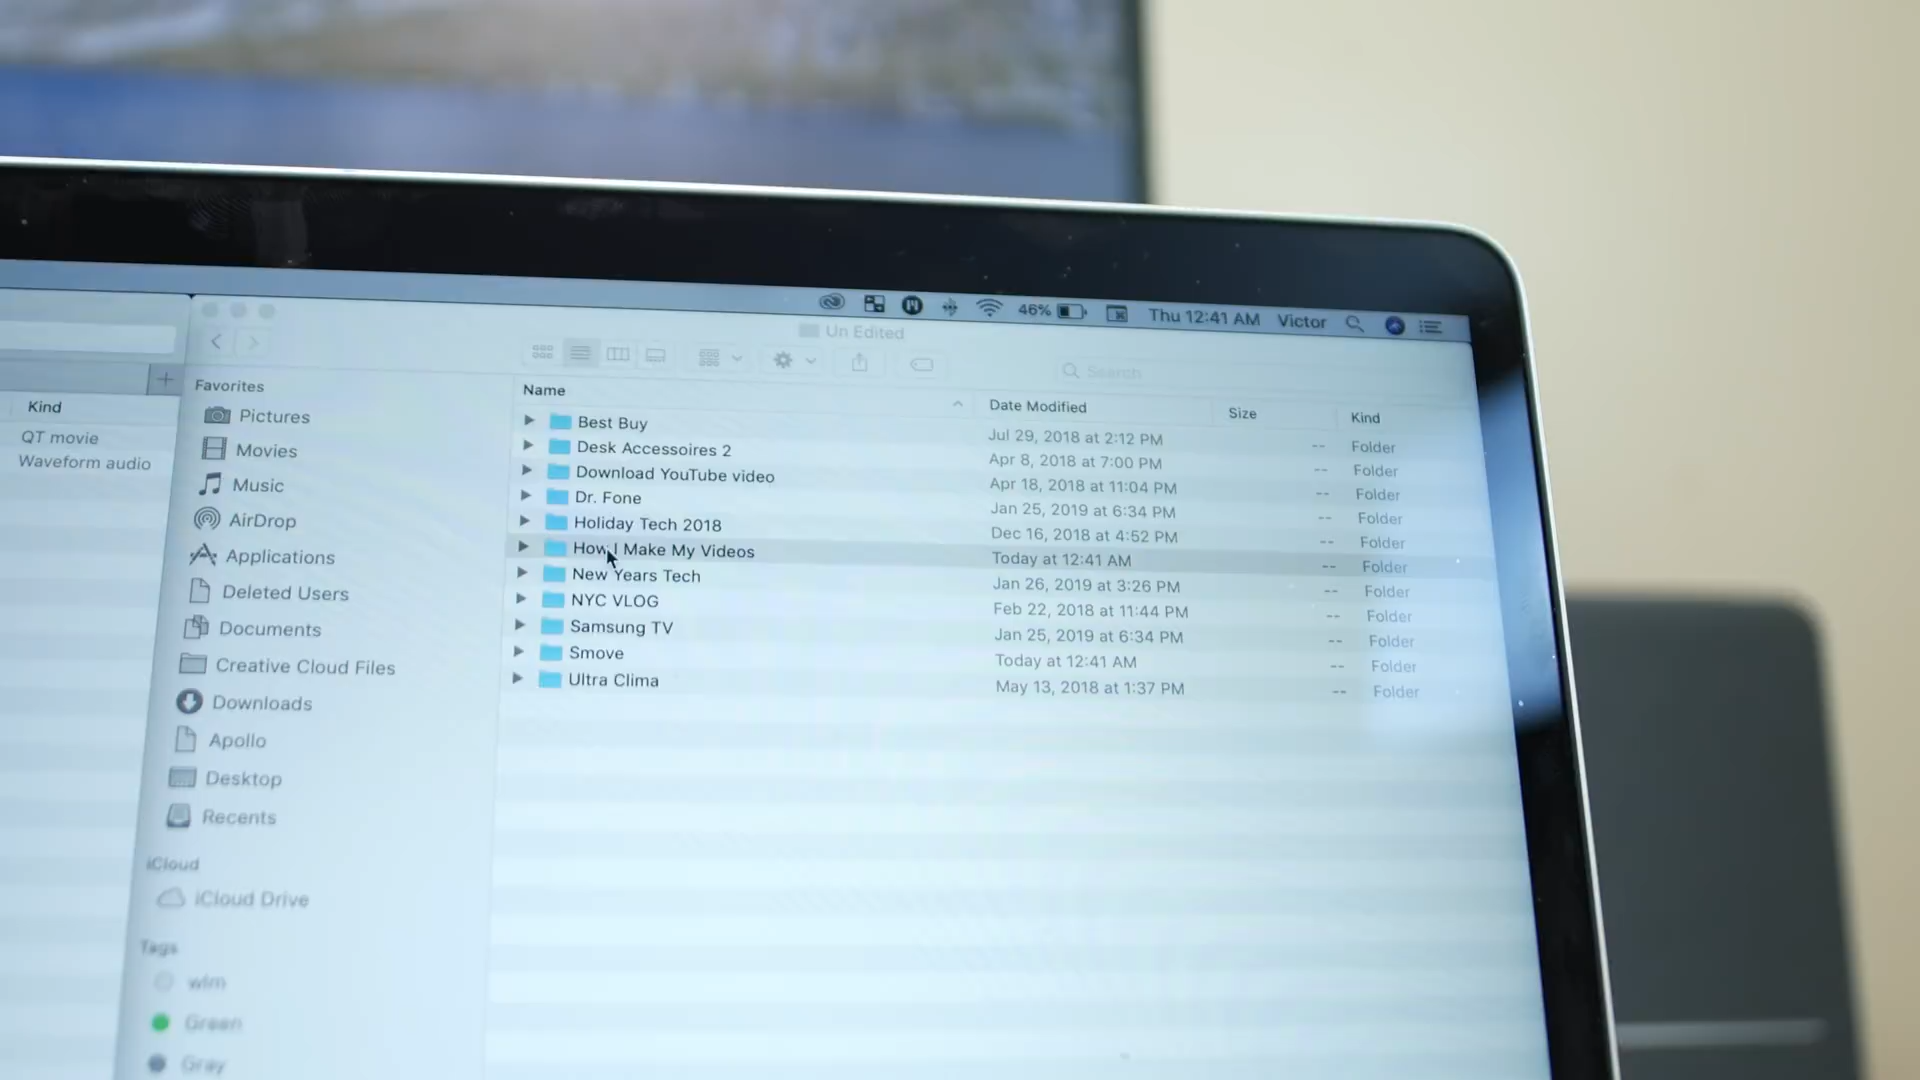 46% Thu 12:41 AM Victor
Un Edited
Search
Kind
QT movie
Waveform audio
Favorites
Pictures
Movies
Music
AirDrop
Applications
Deleted Users
Documents
Creative Cloud Files
Downloads
Apollo
Desktop
Recents
iCloud
iCloud Drive
Tags
wlm
Green
Gray
Name Date Modified Size Kind
Best Buy Jul 29, 2018 at 2:12 PM -- Folder
Desk Accessoires 2 Apr 8, 2018 at 7:00 PM -- Folder
Download YouTube video Apr 18, 2018 at 11:04 PM -- Folder
Dr. Fone Jan 25, 2019 at 6:34 PM -- Folder
Holiday Tech 2018 Dec 16, 2018 at 4:52 PM -- Folder
How I Make My Videos Today at 12:41 AM -- Folder
New Years Tech Jan 26, 2019 at 3:26 PM -- Folder
NYC VLOG Feb 22, 2018 at 11:44 PM -- Folder
Samsung TV Jan 25, 2019 at 6:34 PM -- Folder
Smove Today at 12:41 AM -- Folder
Ultra Clima May 13, 2018 at 1:37 PM -- Folder